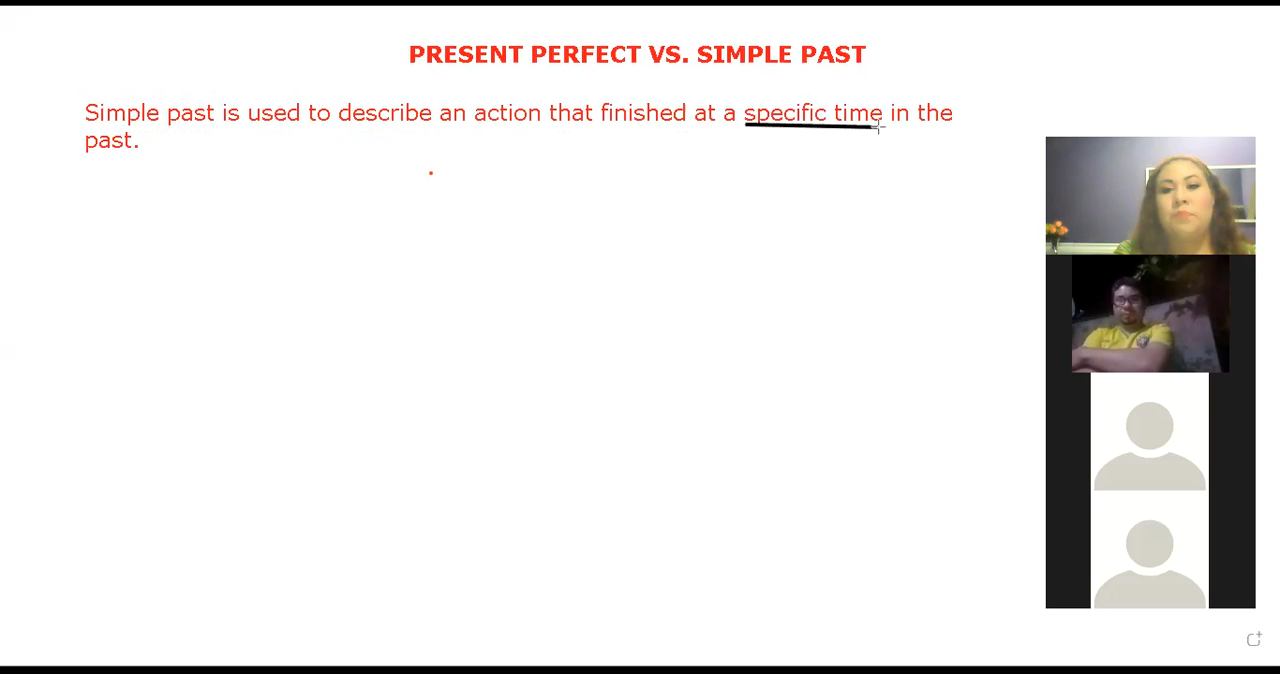 PRESENT PERFECT VS. SIMPLE PAST
Simple past is used to describe an action that finished at a specific time in the
past.